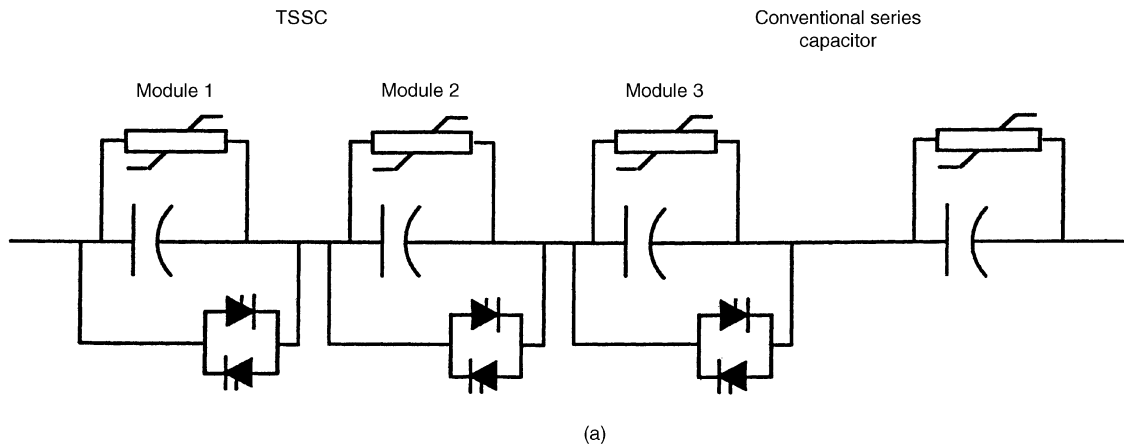 TSSC
Conventional series
capacitor
Module 1
Module 2
Module 3
(a)